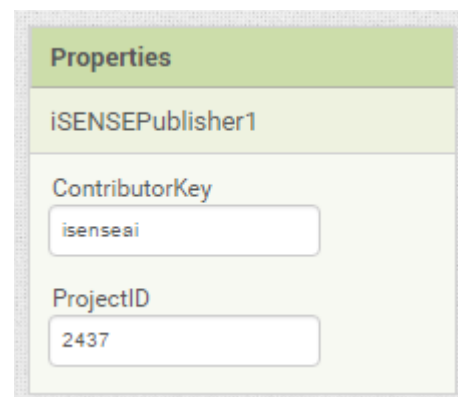 Properties
iSENSEPublisher1
ContributorKey
isenseai
ProjectID
2437